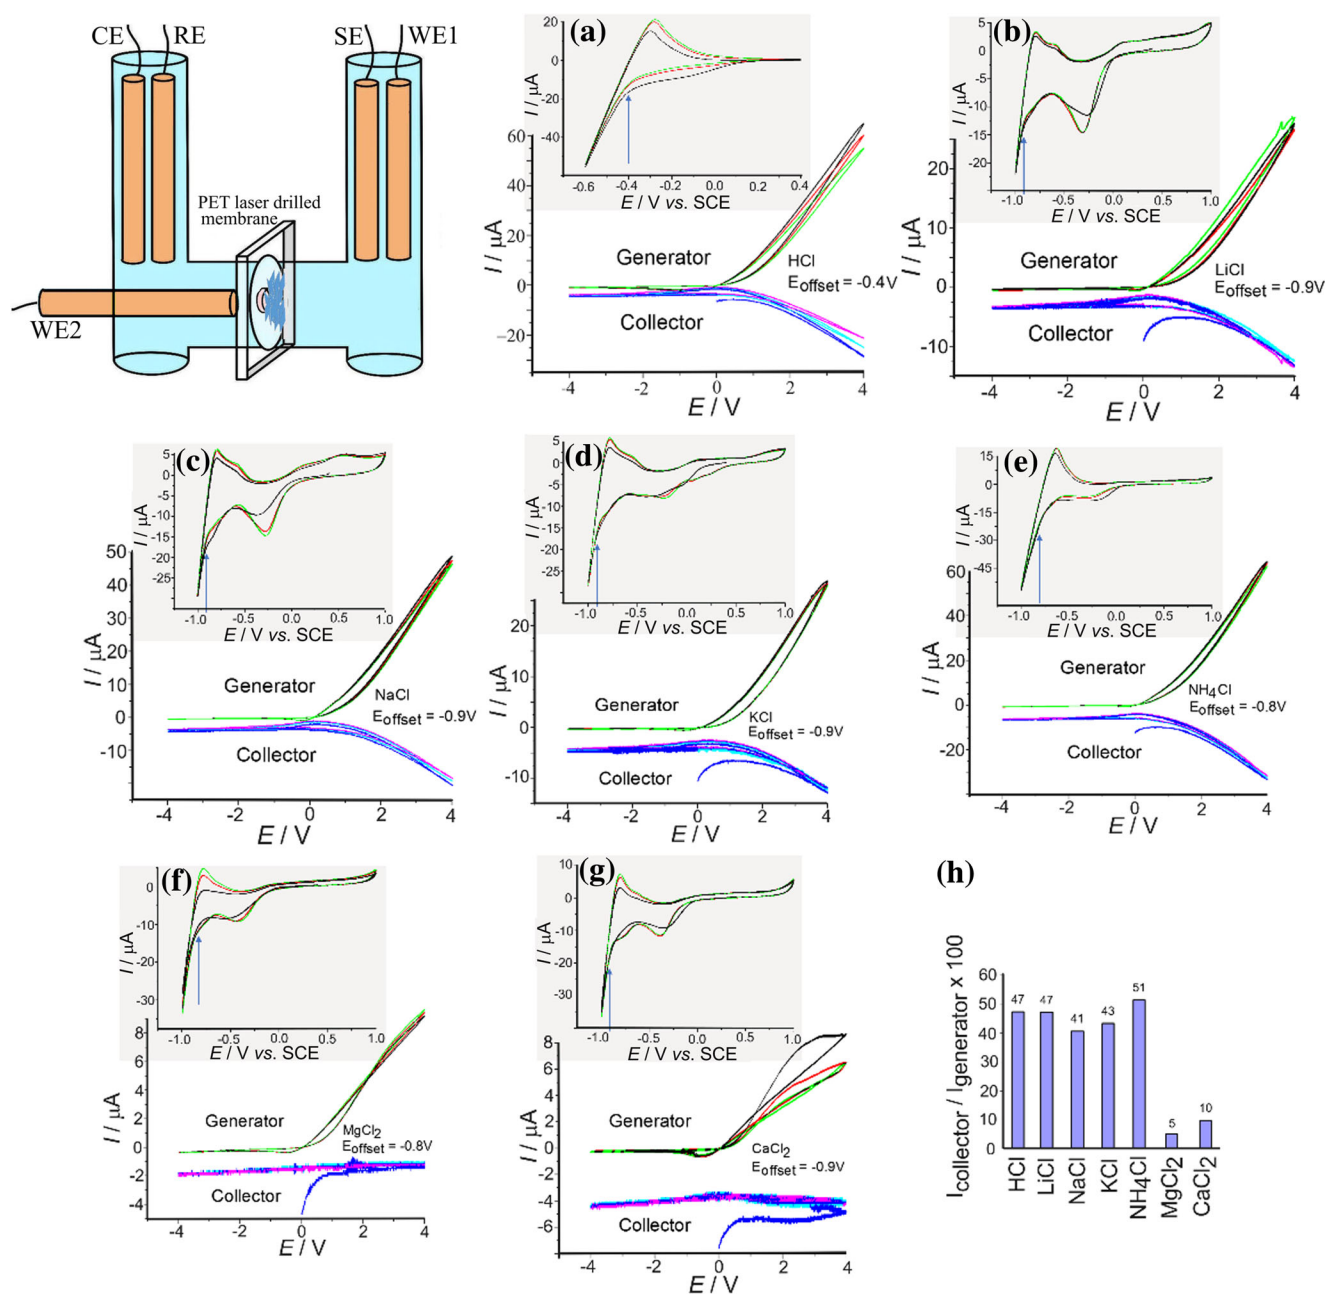 CE RE SE WE1
PET laser drilled
membrane
WE2
(a)
I / µA
20
0
-20
-40
-0.6 -0.4 -0.2 0.0 0.2 0.4
E / V vs. SCE
I / µA
60
40
20
0
-20
Generator
HCl
Eoffset = -0.4V
Collector
-4 -2 0 2 4
E / V
(b)
I / µA
5
0
-5
-10
-15
-20
-1.0 -0.5 0.0 0.5 1.0
E / V vs. SCE
I / µA
20
10
0
-10
Generator
LiCl
Eoffset = -0.9V
Collector
-4 -2 0 2 4
E / V
(c)
I / µA
5
0
-5
-10
-15
-20
-25
-1.0 -0.5 0.0 0.5 1.0
E / V vs. SCE
I / µA
50
40
30
20
10
0
-10
Generator
NaCl
Eoffset = -0.9V
Collector
-4 -2 0 2 4
E / V
(d)
I / µA
5
0
-5
-10
-15
-20
-25
-1.0 -0.5 0.0 0.5 1.0
E / V vs. SCE
I / µA
20
10
0
-10
Generator
KCl
Eoffset = -0.9V
Collector
-4 -2 0 2 4
E / V
(e)
I / µA
15
0
-15
-30
-45
-1.0 -0.5 0.0 0.5 1.0
E / V vs. SCE
I / µA
60
40
20
0
-20
Generator
NH4Cl
Eoffset = -0.8V
Collector
-4 -2 0 2 4
E / V
(f)
I / µA
0
-10
-20
-30
-1.0 -0.5 0.0 0.5 1.0
E / V vs. SCE
I / µA
8
6
4
2
0
-2
-4
Generator
MgCl2
Eoffset = -0.8V
Collector
-4 -2 0 2 4
E / V
(g)
I / µA
10
0
-10
-20
-30
-1.0 -0.5 0.0 0.5 1.0
E / V vs. SCE
I / µA
8
6
4
2
0
-2
-4
-6
Generator
CaCl2
Eoffset = -0.9V
Collector
-4 -2 0 2 4
E / V
(h)
Icollector / Igenerator x 100
60
50
40
30
20
10
0
47 47 41 43 51 5 10
HCl LiCl NaCl KCl NH4Cl MgCl2 CaCl2